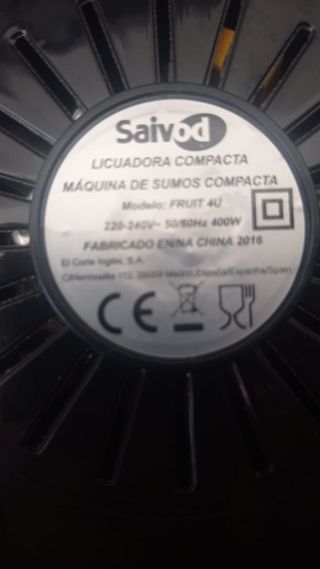 Saivod
LICUADORA COMPACTA
MÁQUINA DE SUMOS COMPACTA
Modelo: FRUIT 4U
220-240V~ 50/60Hz 400W
FABRICADO EN/NA CHINA 2016
El Corte Inglés, S.A.
C/Hermosilla 112, 28009 Madrid,España/Espanha/Spain
CE